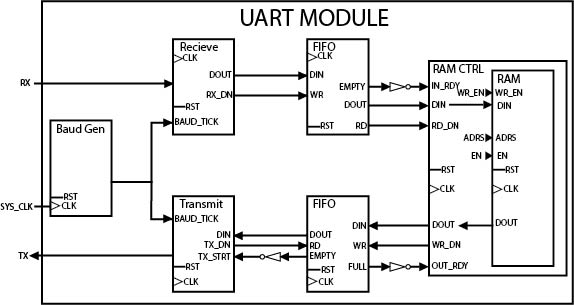 UART MODULE
Recieve
CLK
DOUT
RX_DN
RST
BAUD_TICK
FIFO
CLK
DIN
WR
EMPTY
DOUT
RST
RD
RAM CTRL
IN_RDY
DIN
RD_DN
WR_EN
ADRS
EN
RST
CLK
DOUT
WR_DN
OUT_RDY
RAM
WR_EN
DIN
ADRS
EN
RST
CLK
DOUT
RX
Baud Gen
RST
CLK
SYS_CLK
TX
Transmit
BAUD_TICK
DIN
TX_DN
TX_STRT
RST
CLK
FIFO
DIN
DOUT
RD
WR
EMPTY
RST
FULL
CLK